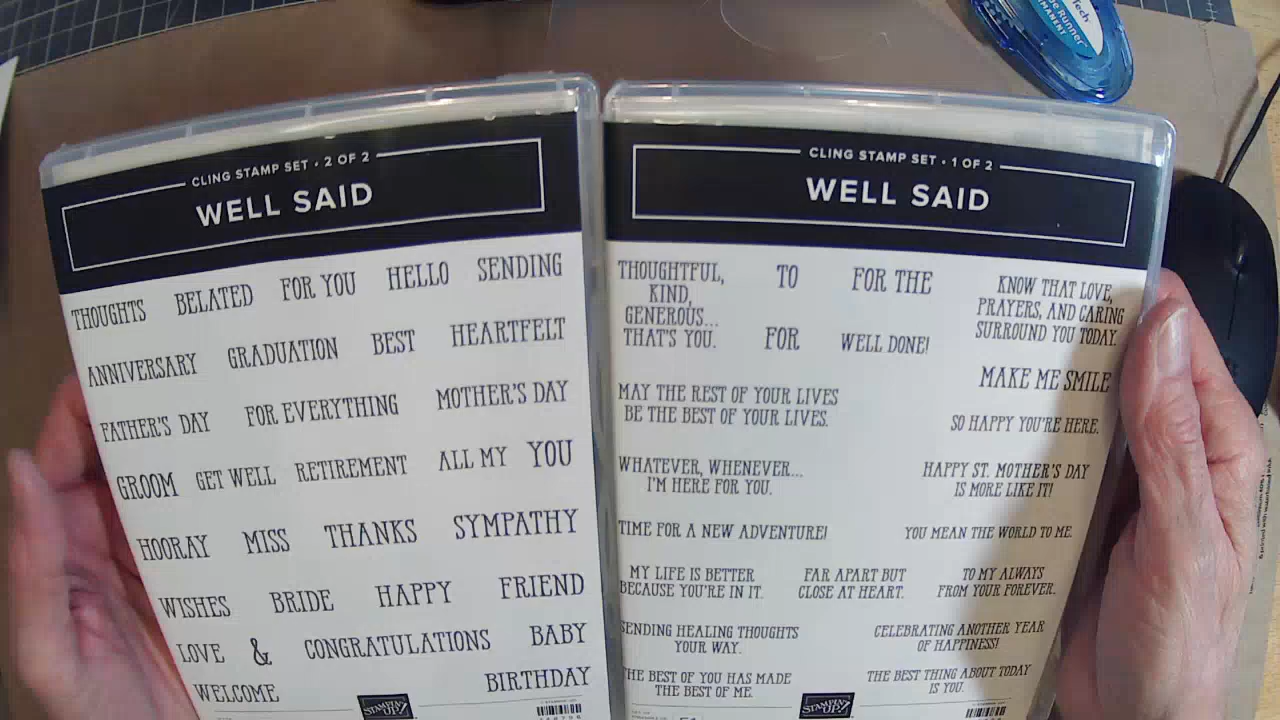 Tech
PERMANENT
CLING STAMP SET • 2 OF 2
WELL SAID
THOUGHTS BELATED FOR YOU HELLO SENDING
ANNIVERSARY GRADUATION BEST HEARTFELT
FATHER'S DAY FOR EVERYTHING MOTHER'S DAY
GROOM GET WELL RETIREMENT ALL MY YOU
HOORAY MISS THANKS SYMPATHY
WISHES BRIDE HAPPY FRIEND
LOVE & CONGRATULATIONS BABY
WELCOME BIRTHDAY
STAMPIN' UP!
CLING STAMP SET • 1 OF 2
WELL SAID
THOUGHTFUL,
KIND,
GENEROUS...
THAT'S YOU.
TO
FOR THE
KNOW THAT LOVE,
PRAYERS, AND CARING
SURROUND YOU TODAY.
FOR
WELL DONE!
MAKE ME SMILE
MAY THE REST OF YOUR LIVES
BE THE BEST OF YOUR LIVES.
SO HAPPY YOU'RE HERE.
WHATEVER, WHENEVER...
I'M HERE FOR YOU.
HAPPY ST. MOTHER'S DAY
IS MORE LIKE IT!
TIME FOR A NEW ADVENTURE!
YOU MEAN THE WORLD TO ME.
MY LIFE IS BETTER
BECAUSE YOU'RE IN IT.
FAR APART BUT
CLOSE AT HEART.
TO MY ALWAYS
FROM YOUR FOREVER.
SENDING HEALING THOUGHTS
YOUR WAY.
CELEBRATING ANOTHER YEAR
OF HAPPINESS!
THE BEST OF YOU HAS MADE
THE BEST OF ME.
THE BEST THING ABOUT TODAY
IS YOU.
STAMPIN' UP!